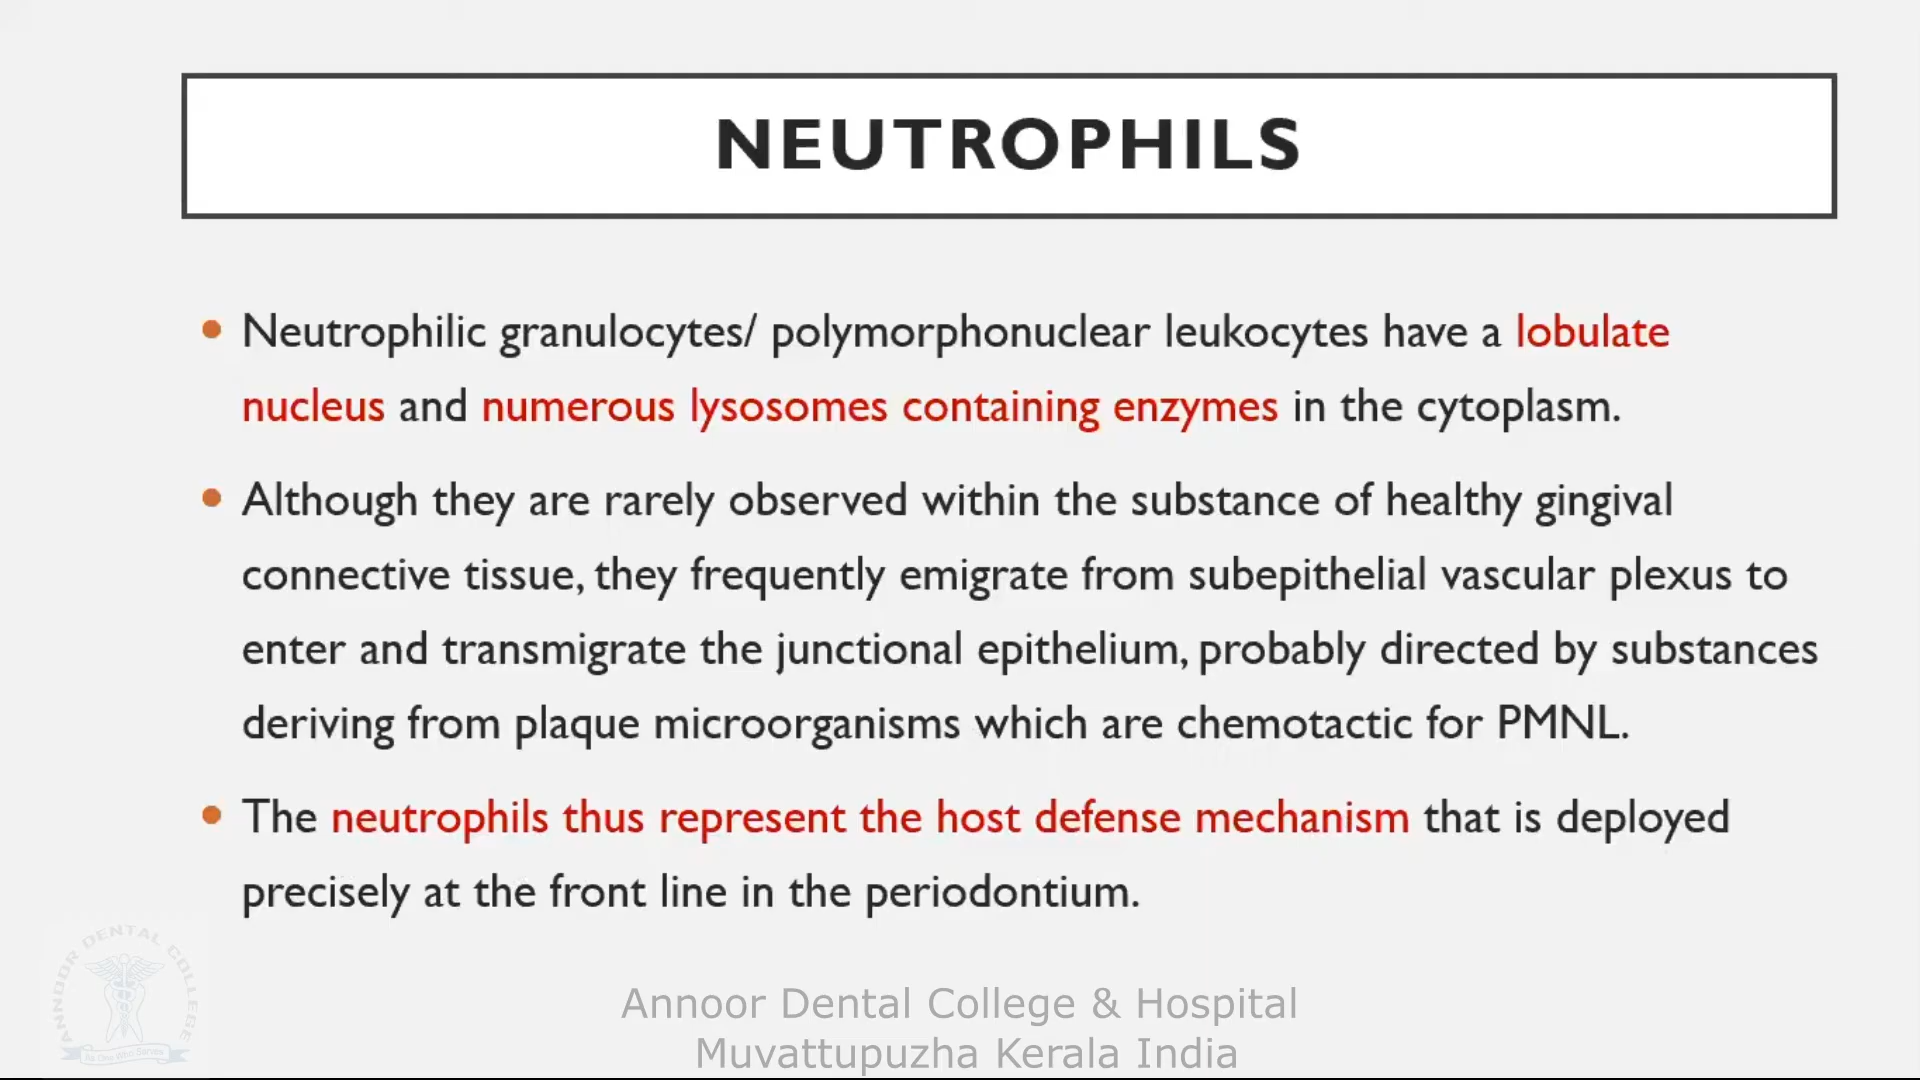 NEUTROPHILS
• Neutrophilic granulocytes/ polymorphonuclear leukocytes have a lobulate
nucleus and numerous lysosomes containing enzymes in the cytoplasm.
• Although they are rarely observed within the substance of healthy gingival
connective tissue, they frequently emigrate from subepithelial vascular plexus to
enter and transmigrate the junctional epithelium, probably directed by substances
deriving from plaque microorganisms which are chemotactic for PMNL.
• The neutrophils thus represent the host defense mechanism that is deployed
precisely at the front line in the periodontium.
ANNOOR DENTAL COLLEGE
Annoor Dental College & Hospital
Muvattupuzha Kerala India